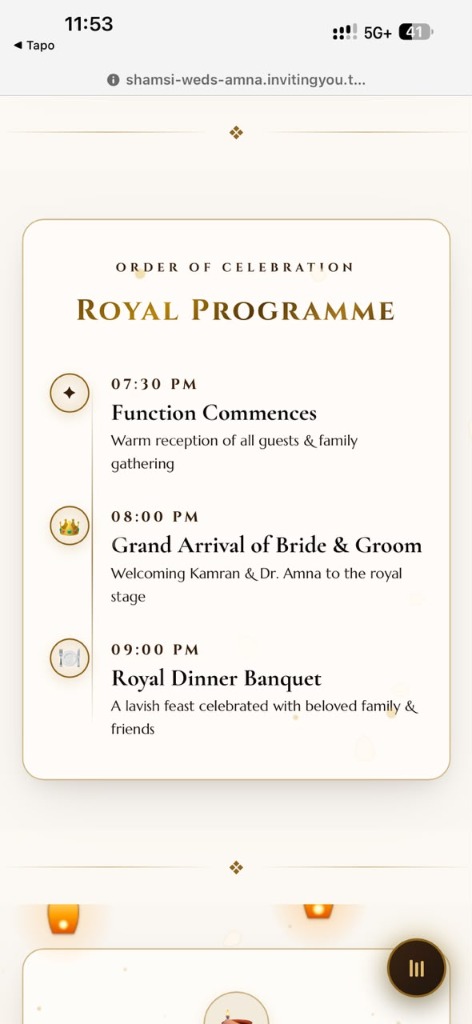 11:53
5G+
41
◀ Tapo
shamsi-weds-amna.invitingyou.t...
ORDER OF CELEBRATION
ROYAL PROGRAMME
07:30 PM
Function Commences
Warm reception of all guests & family
gathering
08:00 PM
Grand Arrival of Bride & Groom
Welcoming Kamran & Dr. Amna to the royal
stage
09:00 PM
Royal Dinner Banquet
A lavish feast celebrated with beloved family &
friends